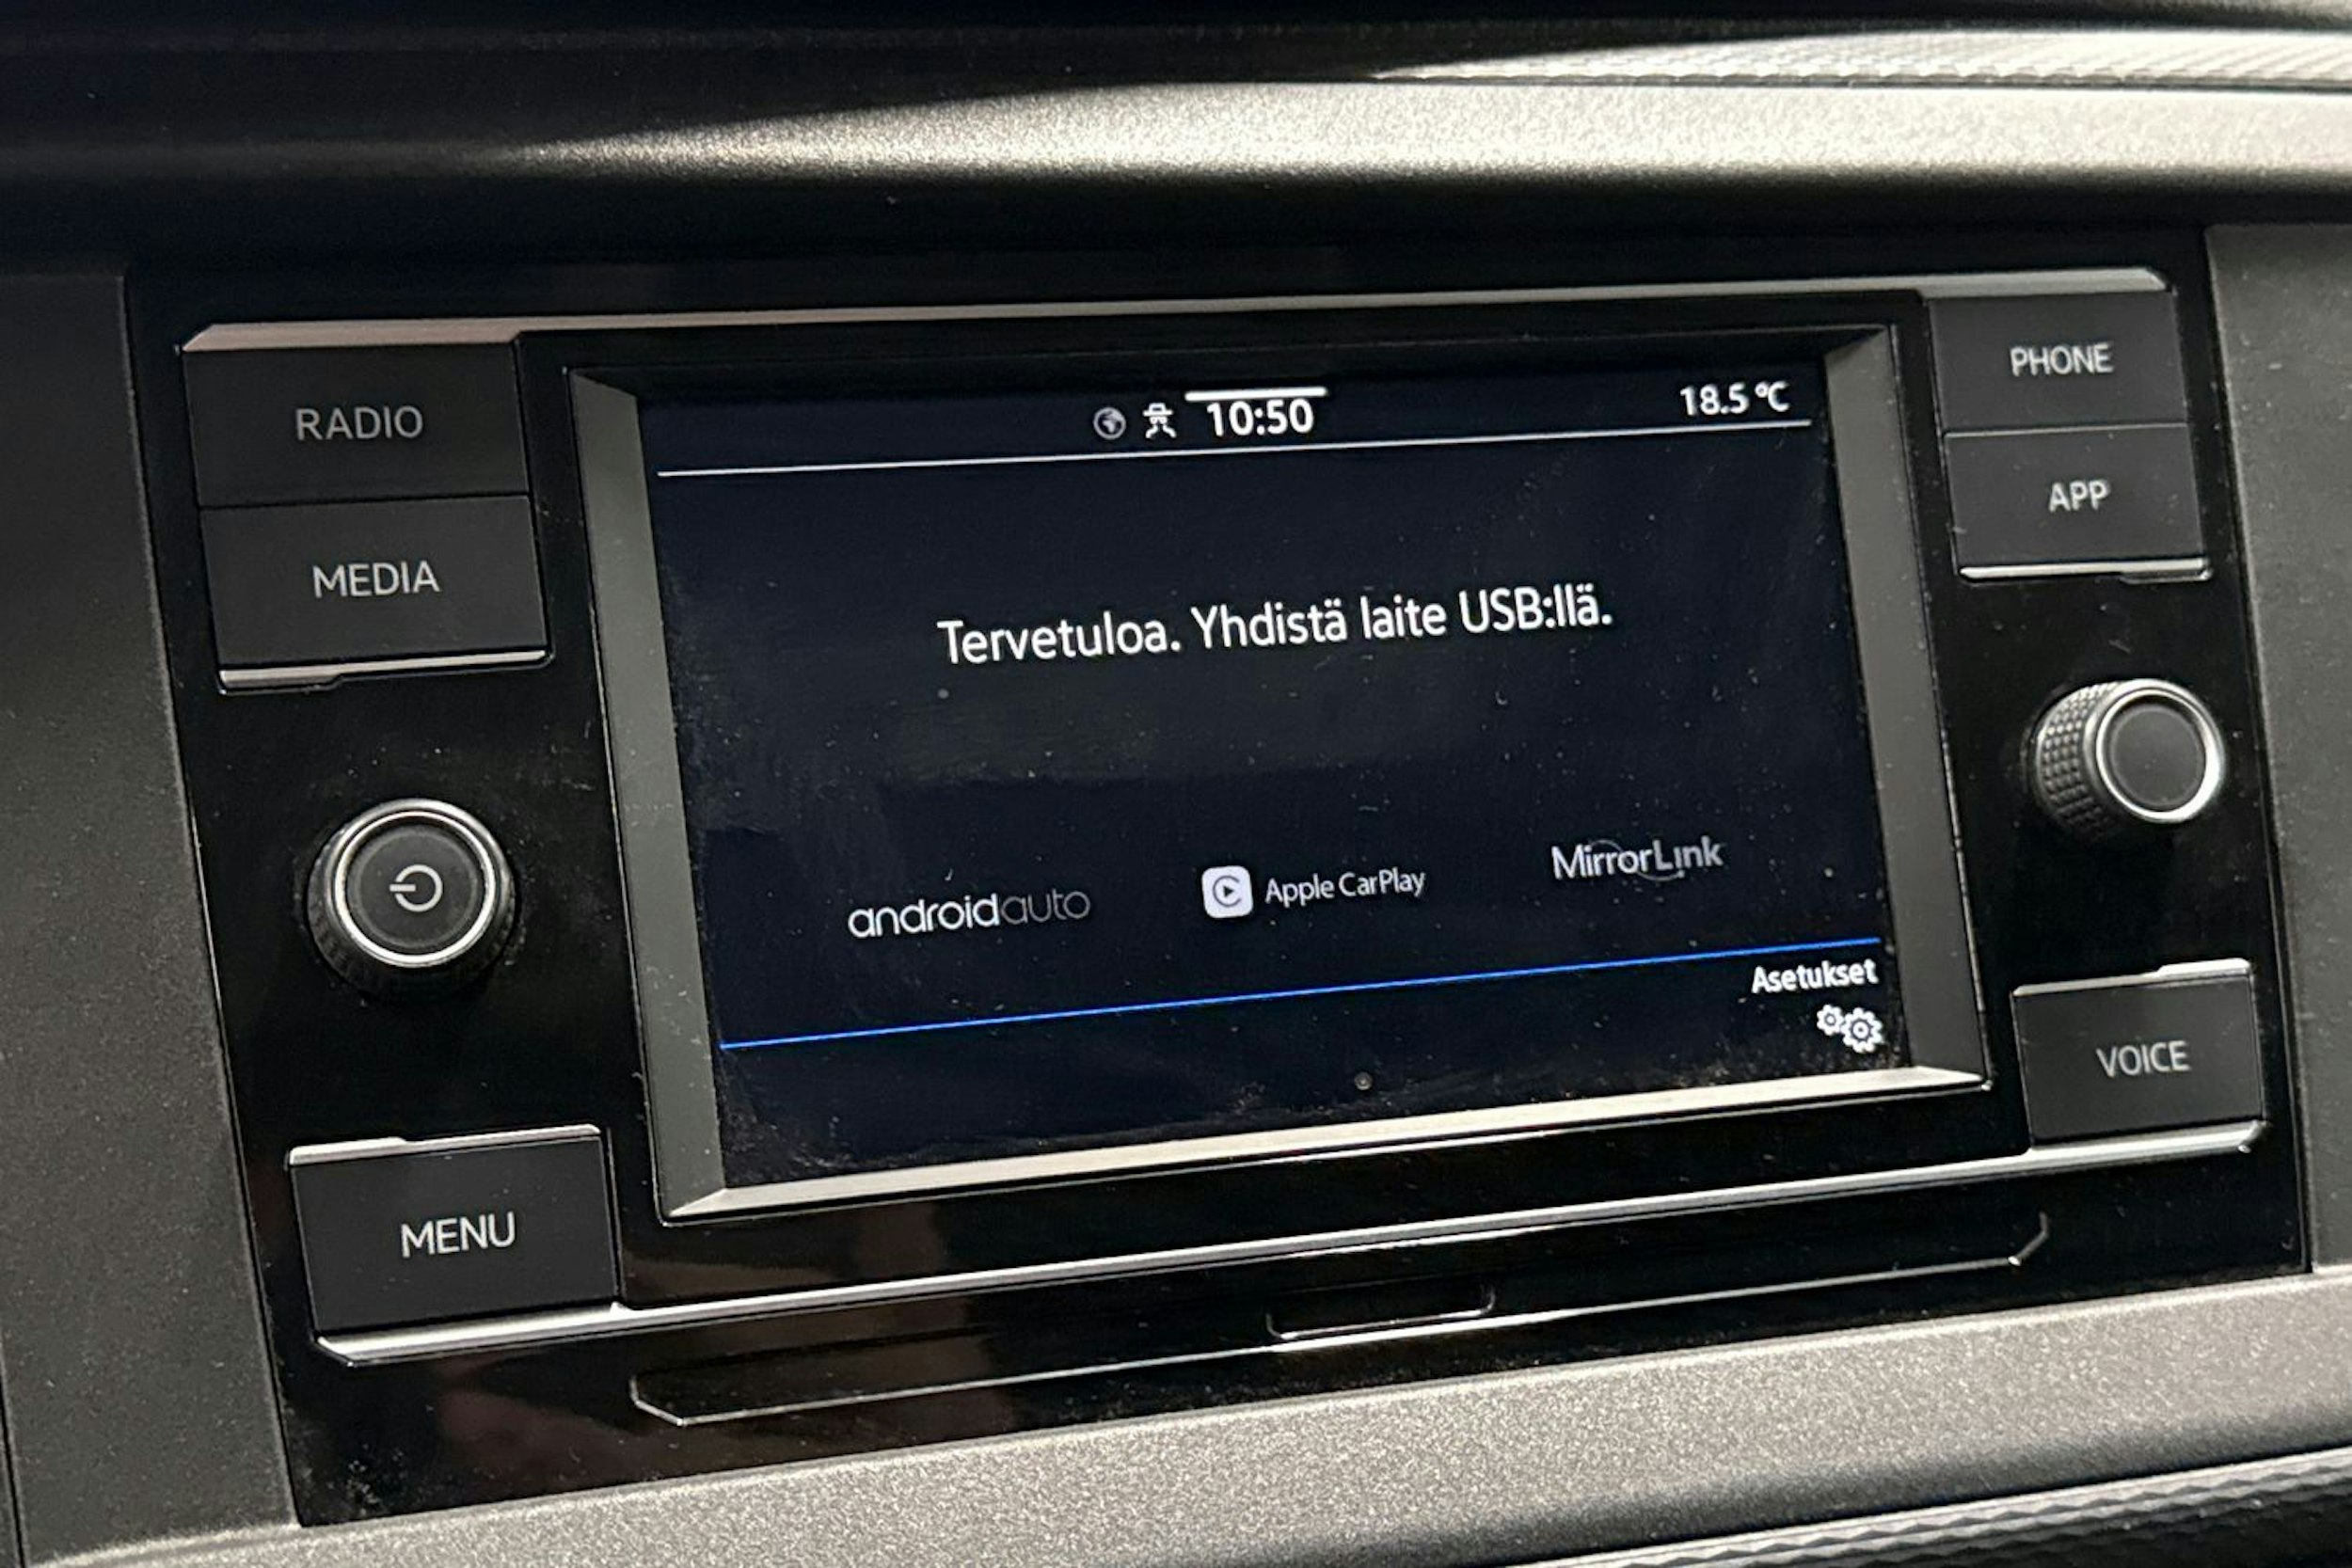 RADIO
MEDIA
MENU
10:50
18.5 °C
Tervetuloa. Yhdistä laite USB:llä.
androidauto
Apple CarPlay
MirrorLink
Asetukset
PHONE
APP
VOICE